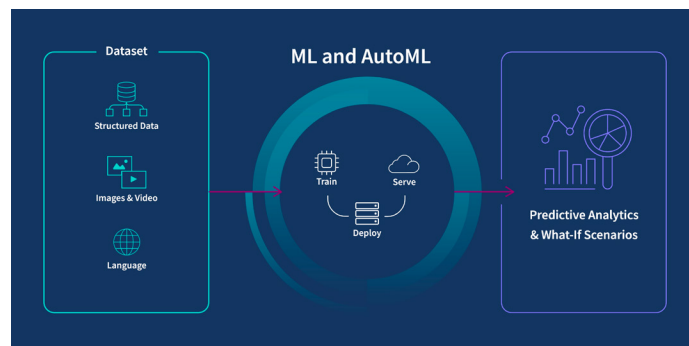 Dataset
Structured Data
Images & Video
Language
ML and AutoML
Train
Serve
Deploy
Predictive Analytics
& What-If Scenarios